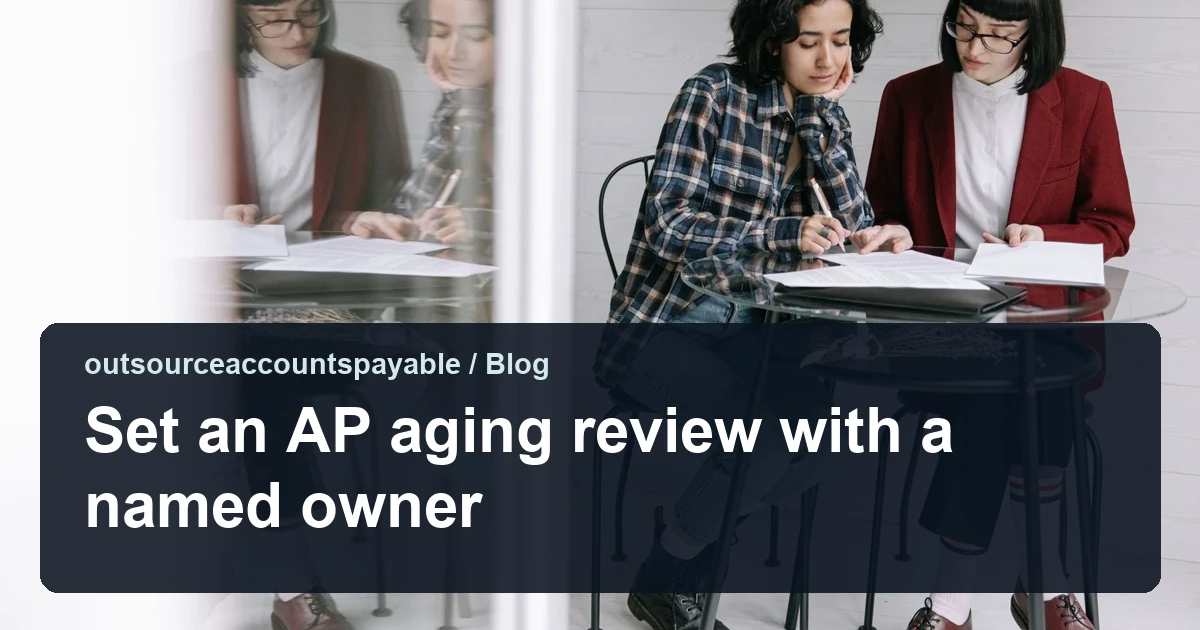 outsourceaccountspayable / Blog
Set an AP aging review with a
named owner